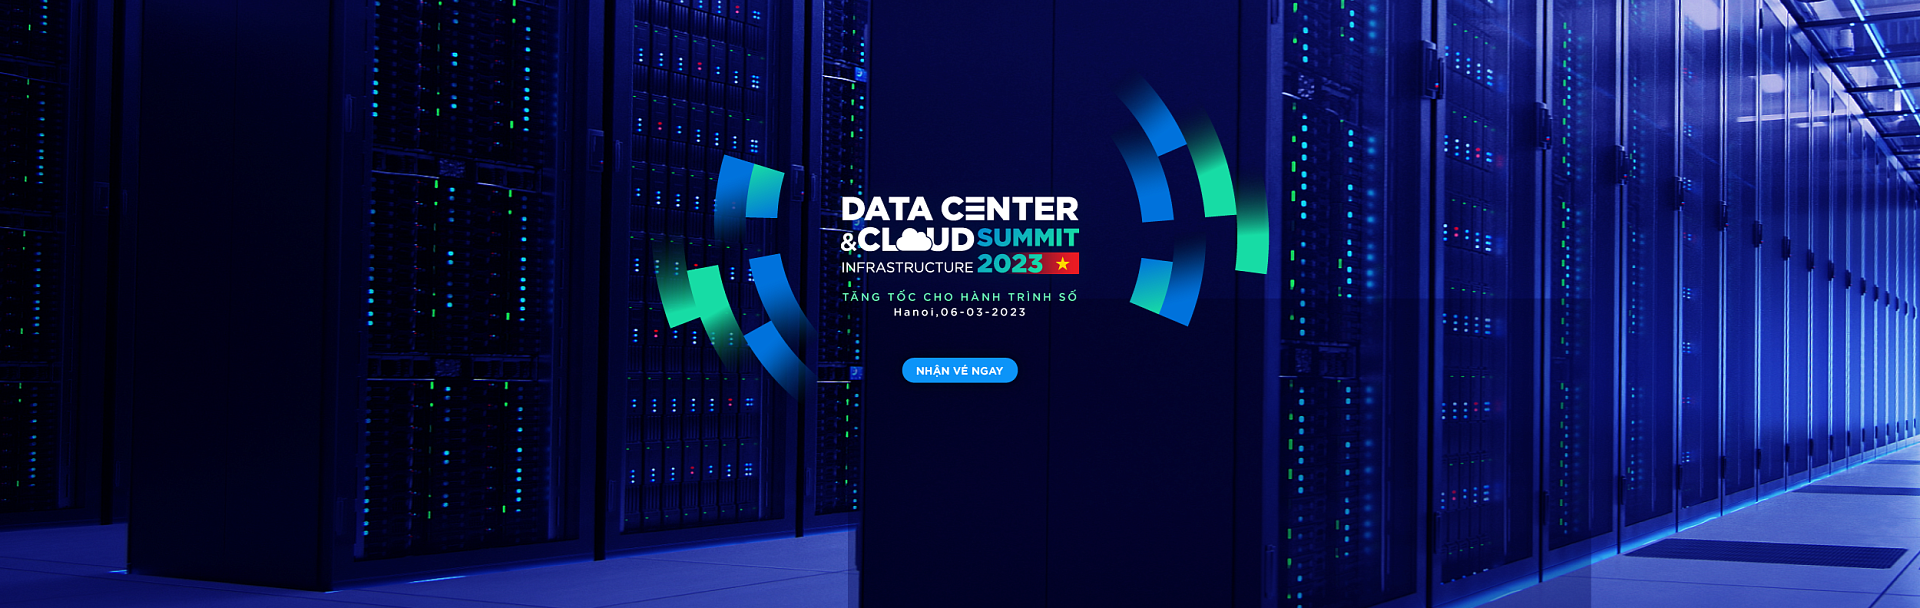 DATA CENTER
&CLOUD SUMMIT
INFRASTRUCTURE 2023
TĂNG TỐC CHO HÀNH TRÌNH SỐ
Hanoi,06-03-2023
NHẬN VÉ NGAY